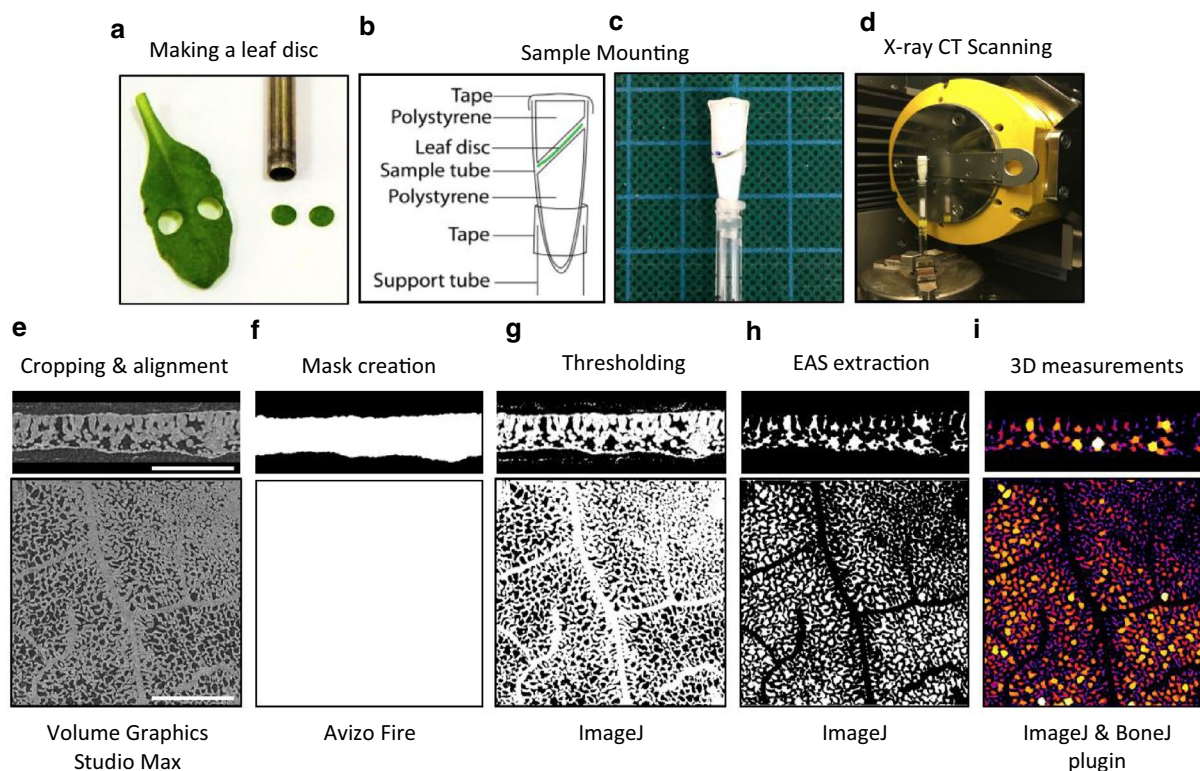 a
Making a leaf disc
b
Sample Mounting
c
d
X-ray CT Scanning
Tape
Polystyrene
Leaf disc
Sample tube
Polystyrene
Tape
Support tube
e
Cropping & alignment
f
Mask creation
g
Thresholding
h
EAS extraction
i
3D measurements
Volume Graphics
Studio Max
Avizo Fire
ImageJ
ImageJ
ImageJ & BoneJ
plugin